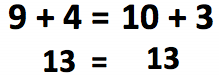 9 + 4 = 10 + 3
13 = 13